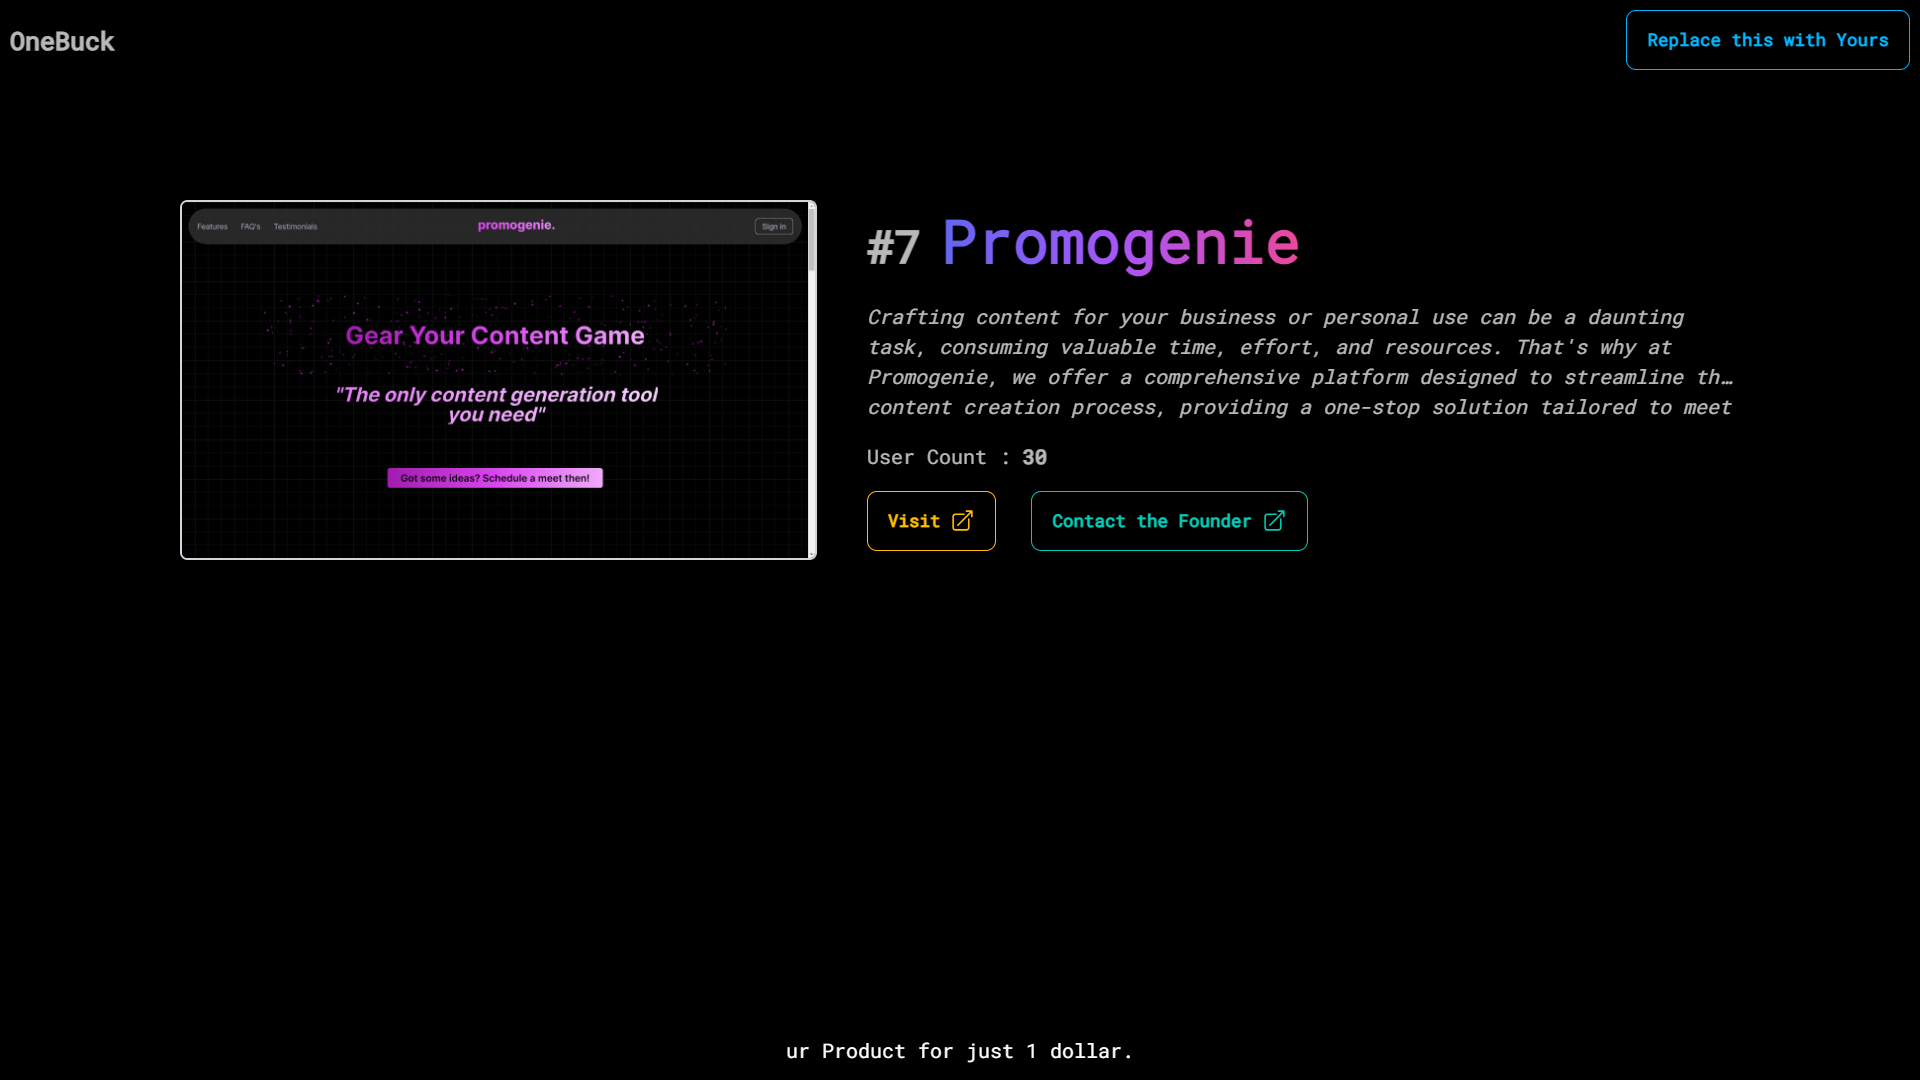 OneBuck
Replace this with Yours
Features FAQ's Testimonials
promogenie.
Sign in
Gear Your Content Game
"The only content generation tool
you need"
Got some ideas? Schedule a meet then!
#7 Promogenie
Crafting content for your business or personal use can be a daunting
task, consuming valuable time, effort, and resources. That's why at
Promogenie, we offer a comprehensive platform designed to streamline th…
content creation process, providing a one-stop solution tailored to meet
User Count : 30
Visit
Contact the Founder
ur Product for just 1 dollar.